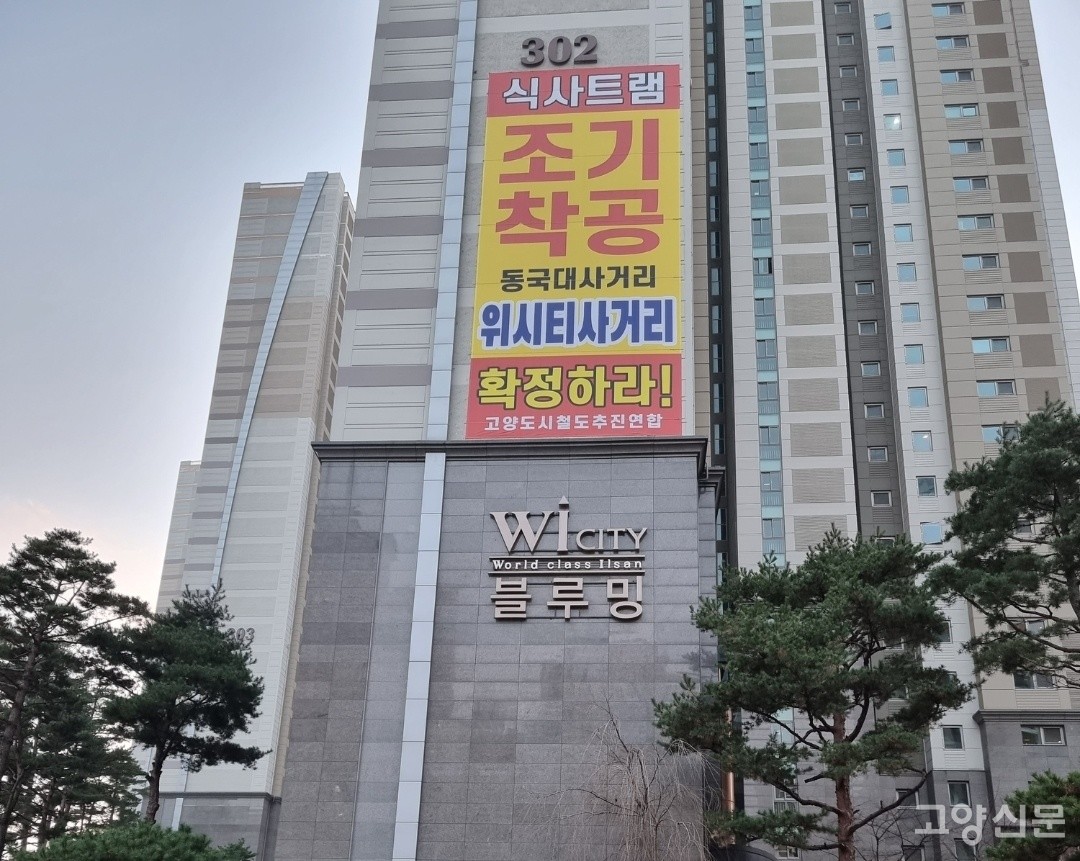 302
식사트램
조기
착공
동국대사거리
위시티사거리
확정하라!
고양도시철도추진연합
Wi CITY
World class Ilsan
블루밍
고양신문